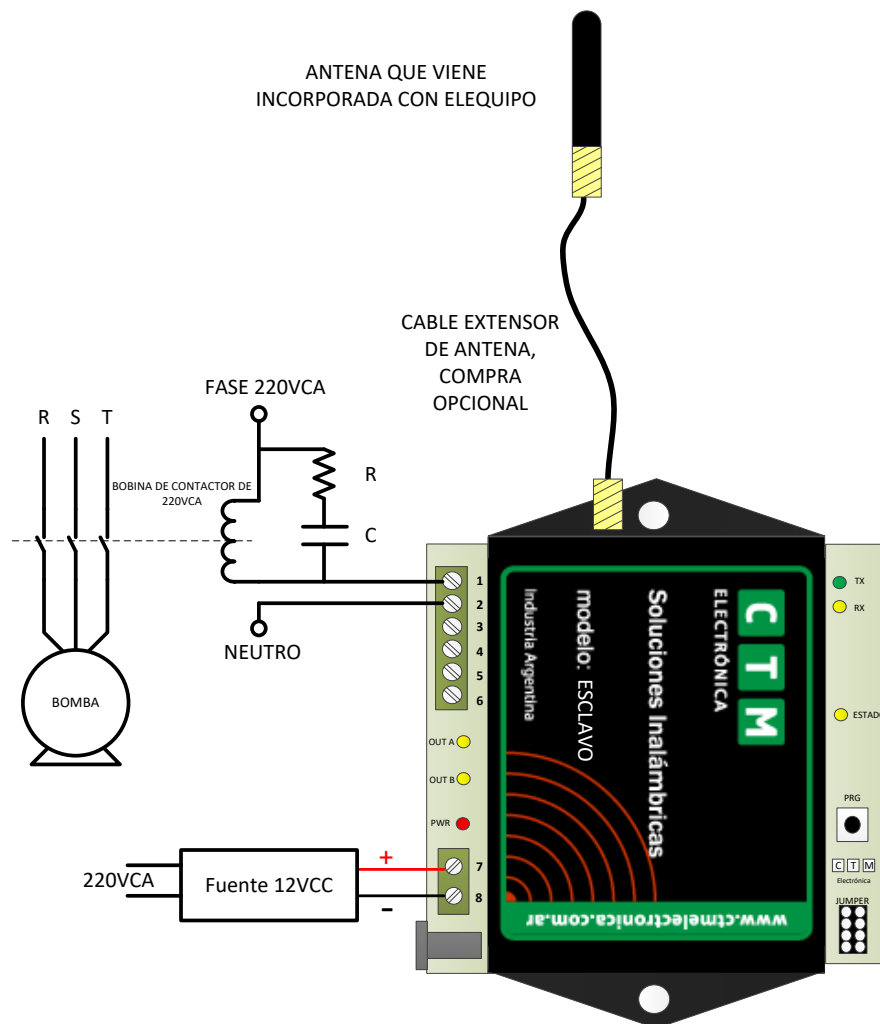 ANTENA QUE VIENE
INCORPORADA CON ELEQUIPO
CABLE EXTENSOR
DE ANTENA,
COMPRA
OPCIONAL
FASE 220VCA
R S T
BOBINA DE CONTACTOR DE
220VCA
R
C
NEUTRO
BOMBA
1
2
3
4
5
6
OUT A
OUT B
PWR
7
8
220VCA
Fuente 12VCC
+
-
C T M
ELECTRÓNICA
Soluciones Inalámbricas
modelo: ESCLAVO
Industria Argentina
www.ctmelectronica.com.ar
TX
RX
ESTADO
PRG
C T M
Electrónica
JUMPER